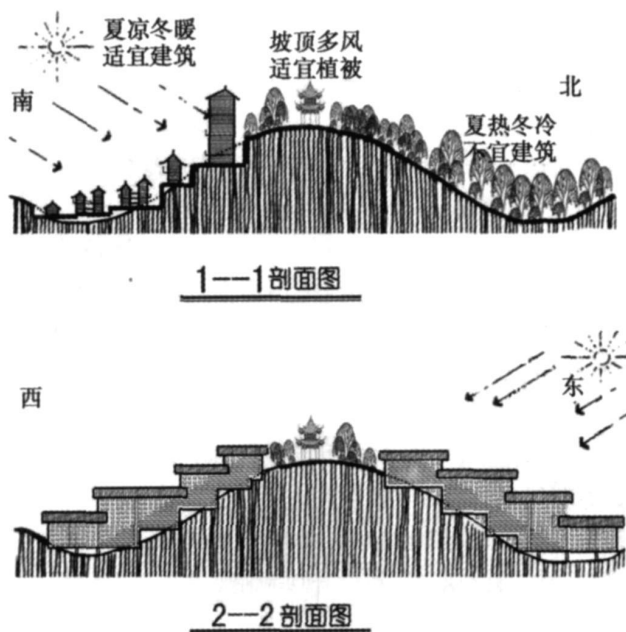 夏凉冬暖
适宜建筑
坡顶多风
适宜植被
南
北
夏热冬冷
不宜建筑
1--1剖面图
西
东
2--2剖面图